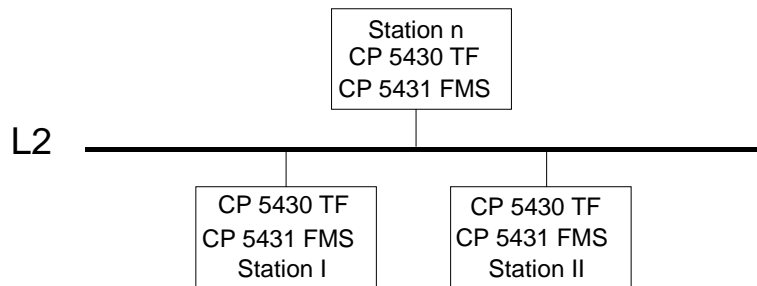 Station n
CP 5430 TF
CP 5431 FMS
L2
CP 5430 TF
CP 5431 FMS
Station I
CP 5430 TF
CP 5431 FMS
Station II